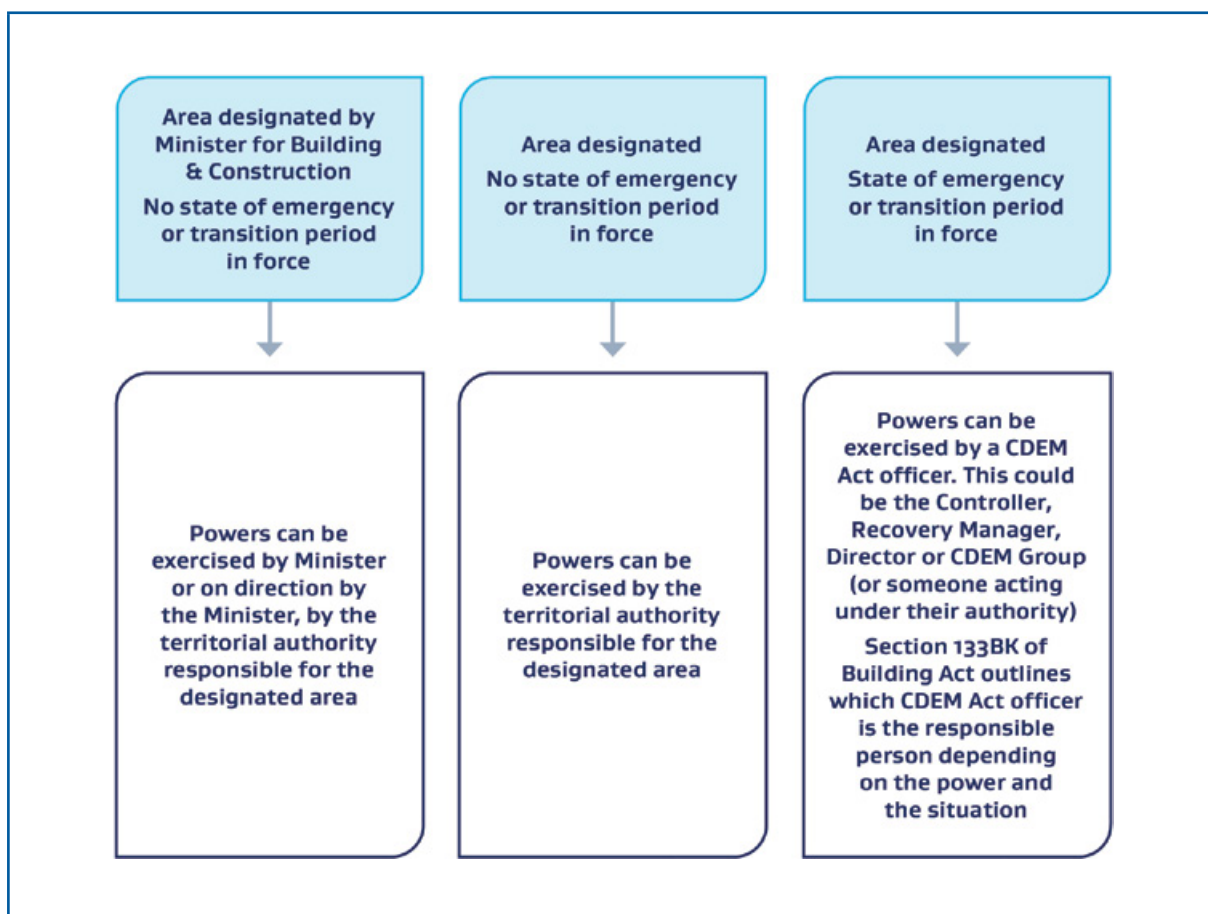 Area designated by
Minister for Building
& Construction
No state of emergency
or transition period
in force
Area designated
No state of emergency
or transition period
in force
Area designated
State of emergency
or transition period
in force
Powers can be
exercised by Minister
or on direction by
the Minister, by the
territorial authority
responsible for the
designated area
Powers can be
exercised by the
territorial authority
responsible for the
designated area
Powers can be
exercised by a CDEM
Act officer. This could
be the Controller,
Recovery Manager,
Director or CDEM Group
(or someone acting
under their authority)
Section 133BK of
Building Act outlines
which CDEM Act officer
is the responsible
person depending
on the power and
the situation